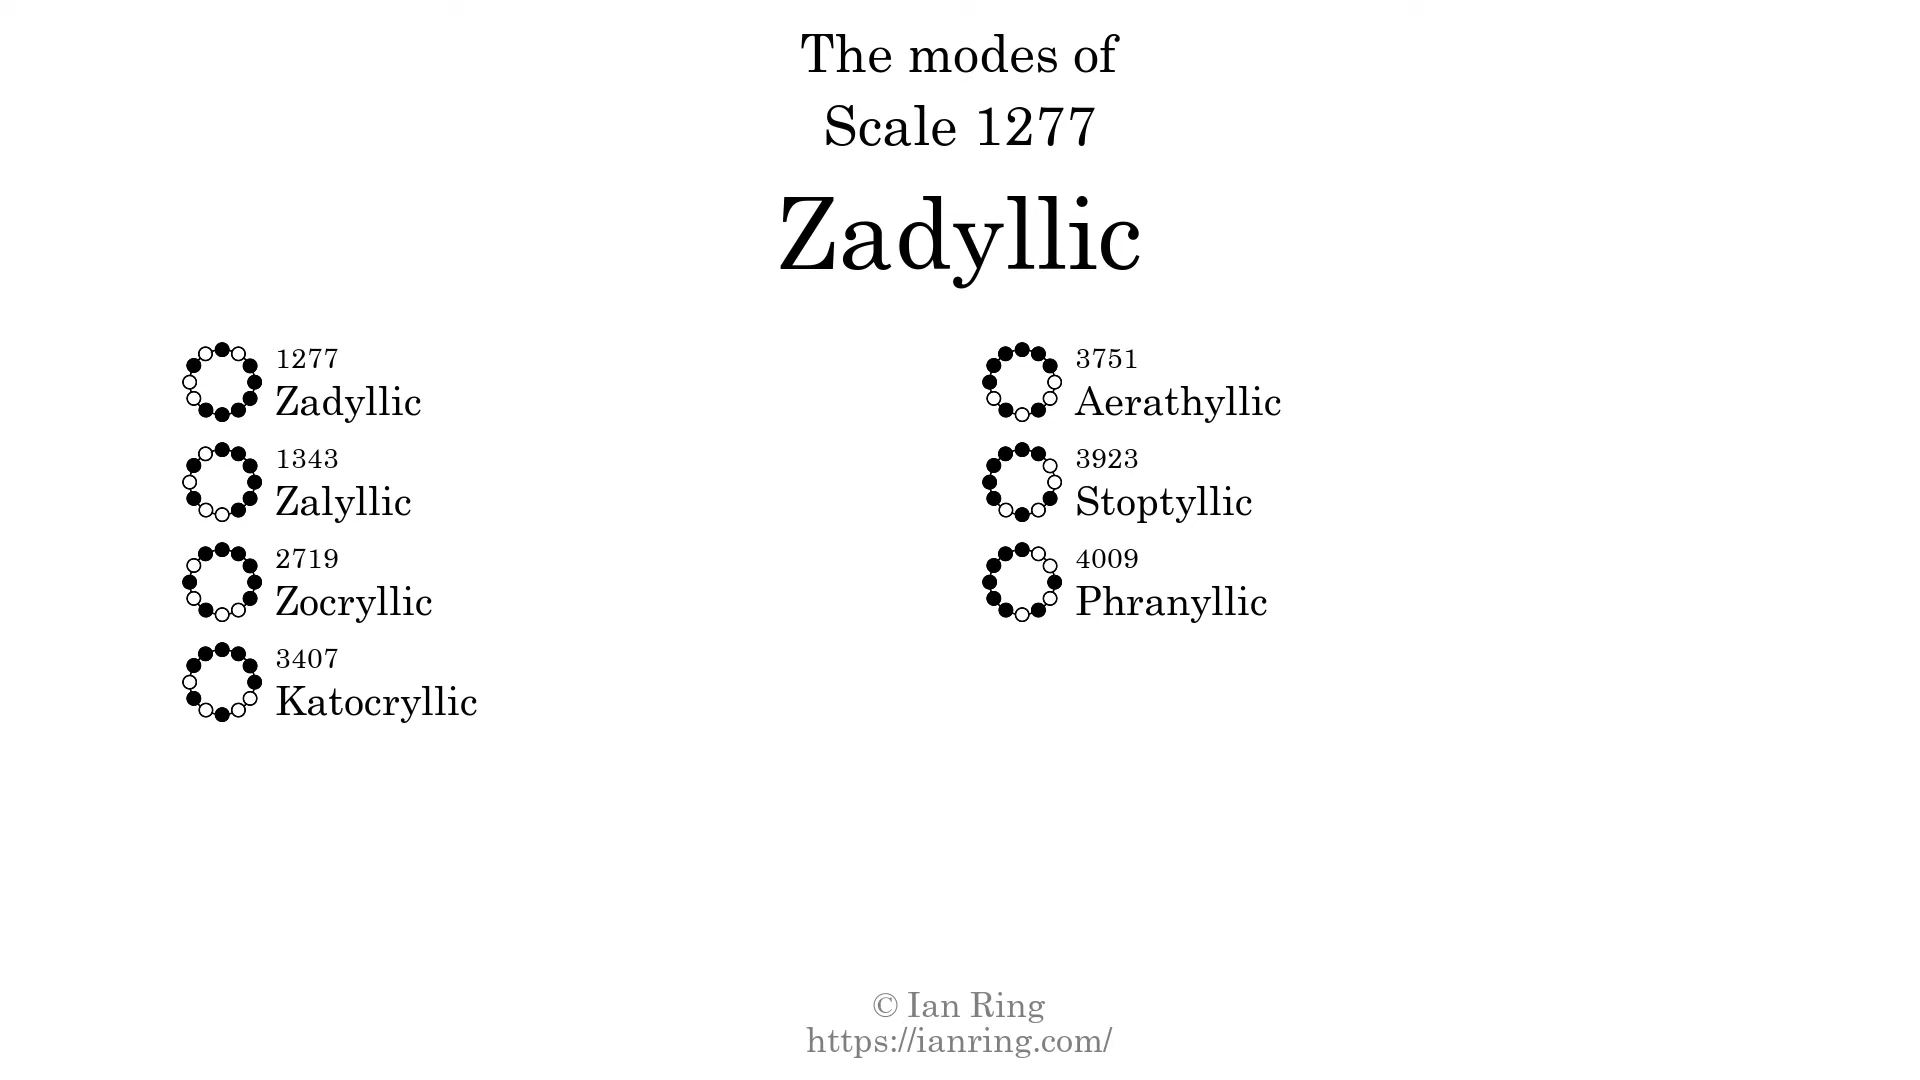 The modes of
Scale 1277
Zadyllic
1277
Zadyllic
1343
Zalyllic
2719
Zocryllic
3407
Katocryllic
3751
Aerathyllic
3923
Stoptyllic
4009
Phranyllic
© Ian Ring
https://ianring.com/